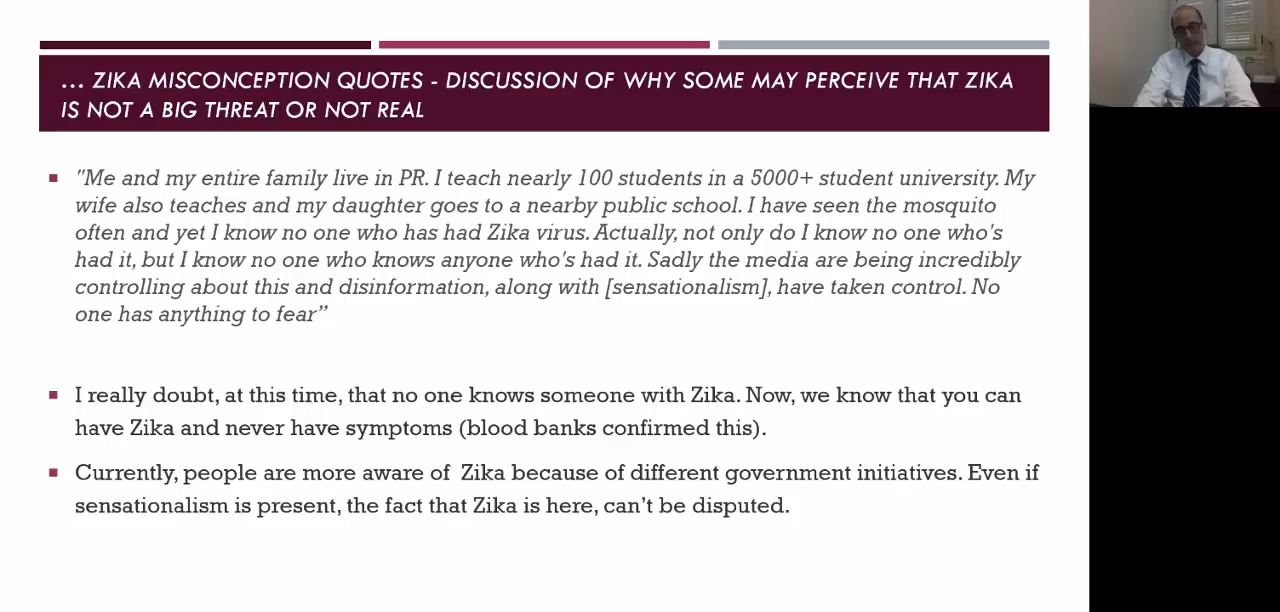 ... ZIKA MISCONCEPTION QUOTES - DISCUSSION OF WHY SOME MAY PERCEIVE THAT ZIKA
IS NOT A BIG THREAT OR NOT REAL
"Me and my entire family live in PR. I teach nearly 100 students in a 5000+ student university. My
wife also teaches and my daughter goes to a nearby public school. I have seen the mosquito
often and yet I know no one who has had Zika virus. Actually, not only do I know no one who's
had it, but I know no one who knows anyone who's had it. Sadly the media are being incredibly
controlling about this and disinformation, along with [sensationalism], have taken control. No
one has anything to fear”
I really doubt, at this time, that no one knows someone with Zika. Now, we know that you can
have Zika and never have symptoms (blood banks confirmed this).
Currently, people are more aware of Zika because of different government initiatives. Even if
sensationalism is present, the fact that Zika is here, can’t be disputed.